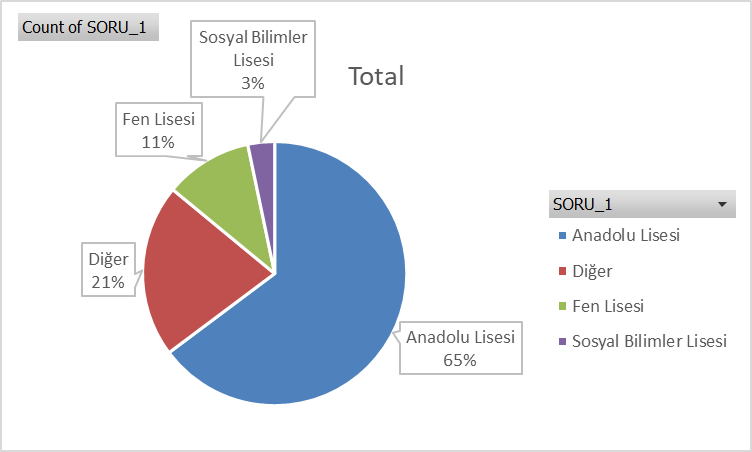 Count of SORU_1
Total
Sosyal Bilimler
Lisesi
3%
Fen Lisesi
11%
Diğer
21%
Anadolu Lisesi
65%
SORU_1
Anadolu Lisesi
Diğer
Fen Lisesi
Sosyal Bilimler Lisesi